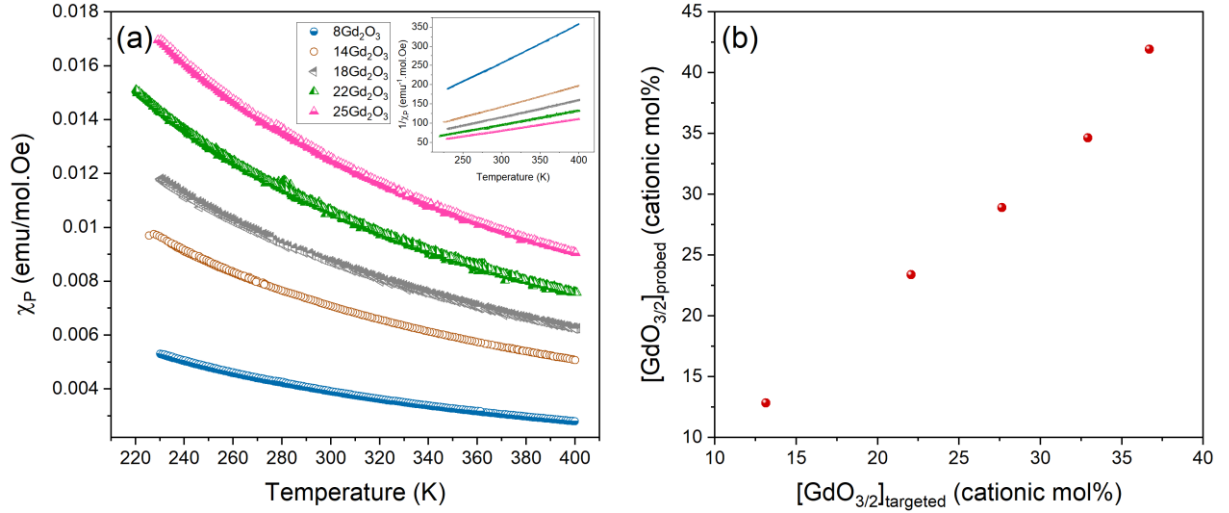 (a)
8Gd₂O₃
14Gd₂O₃
18Gd₂O₃
22Gd₂O₃
25Gd₂O₃
350
300
250
200
150
100
50
300 400
1/χₚ (emu⁻¹.mol.Oe)
Temperature (K)
0.018
0.016
0.014
0.012
0.01
0.008
0.006
0.004
χₚ (emu/mol.Oe)
220 240 260 280 300 320 340 360 380 400
Temperature (K)
(b)
45
40
35
30
25
20
15
10
[GdO₃/₂]probed (cationic mol%)
10 15 20 25 30 35 40
[GdO₃/₂]targeted (cationic mol%)